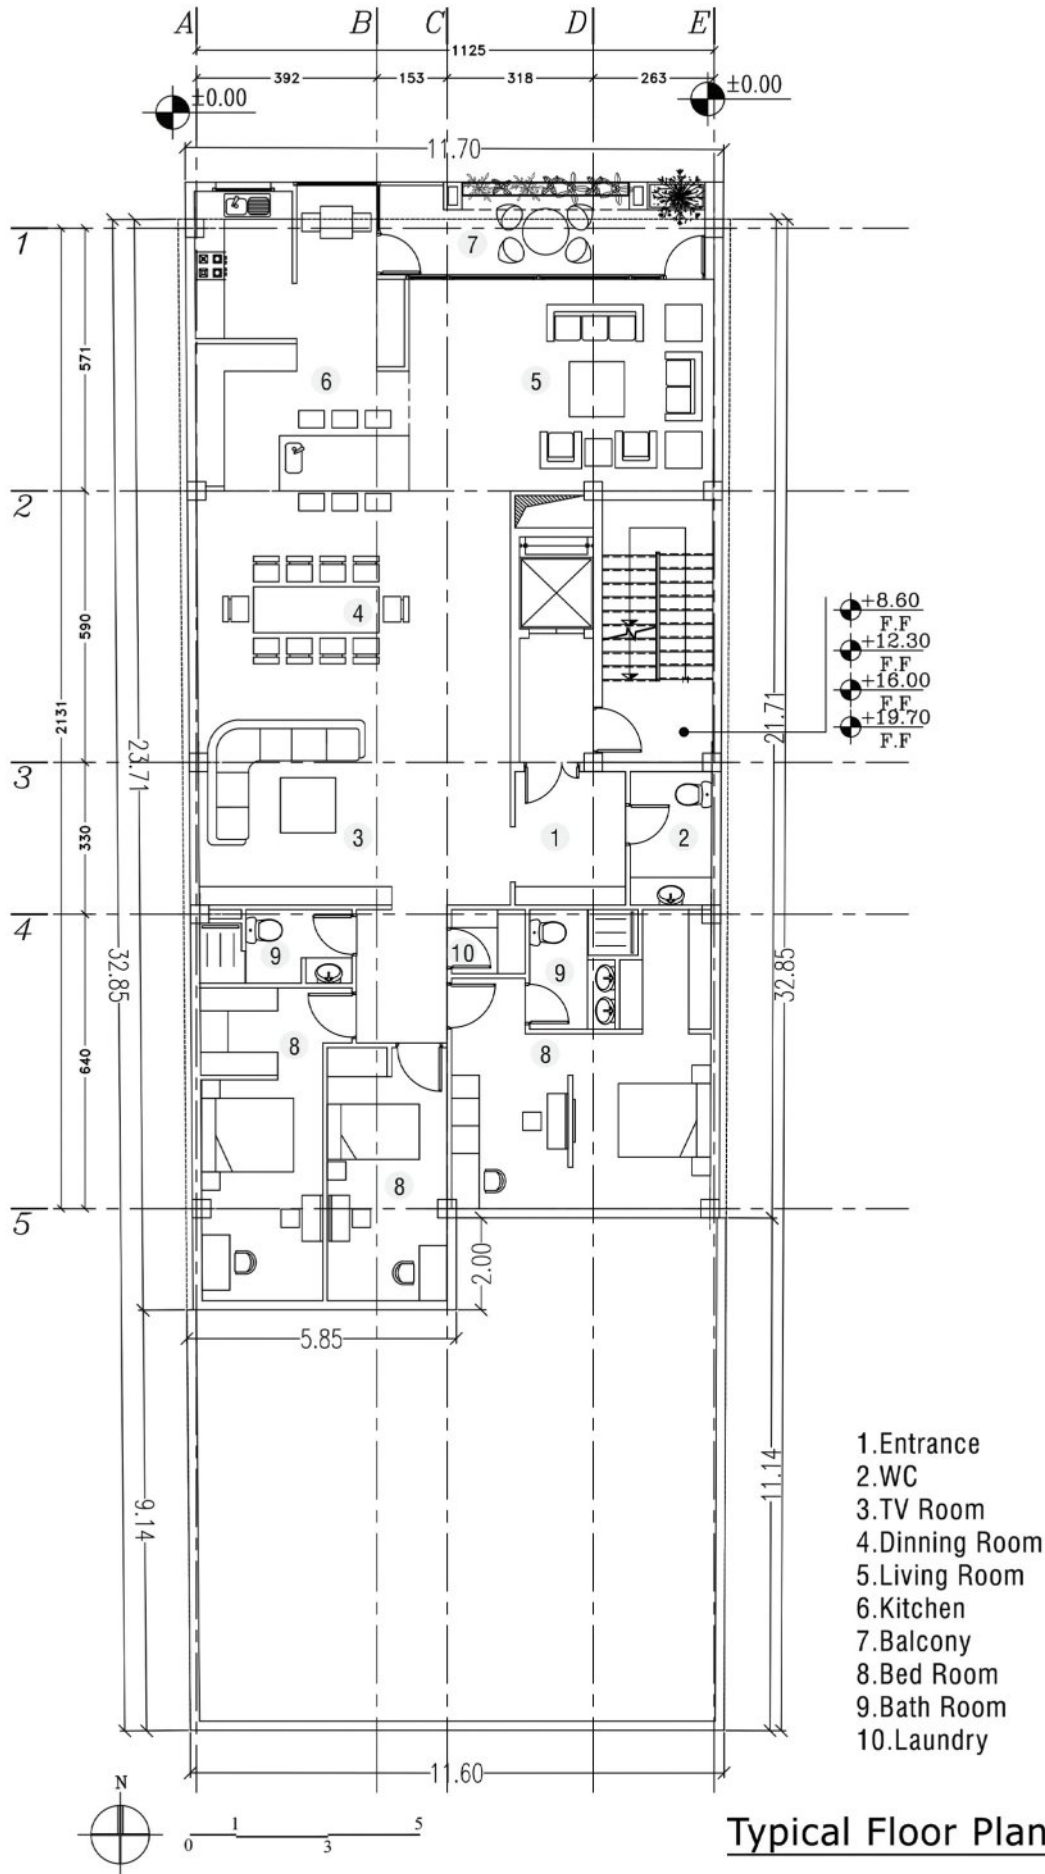 A B C D E
1125
392 153 318 263
±0.00 ±0.00
11.70
1
7
571
6 5
2
590
4
+8.60
F.F
+12.30
F.F
+16.00
F.F
+19.70
F.F
2131
23.71
21.71
3
330
3 1 2
4
32.85
9 10 9
32.85
640
8 8
8
5
2.00
5.85
1.Entrance
2.WC
3.TV Room
4.Dinning Room
5.Living Room
6.Kitchen
7.Balcony
8.Bed Room
9.Bath Room
10.Laundry
11.14
9.14
11.60
N
0 1 3 5
Typical Floor Plan